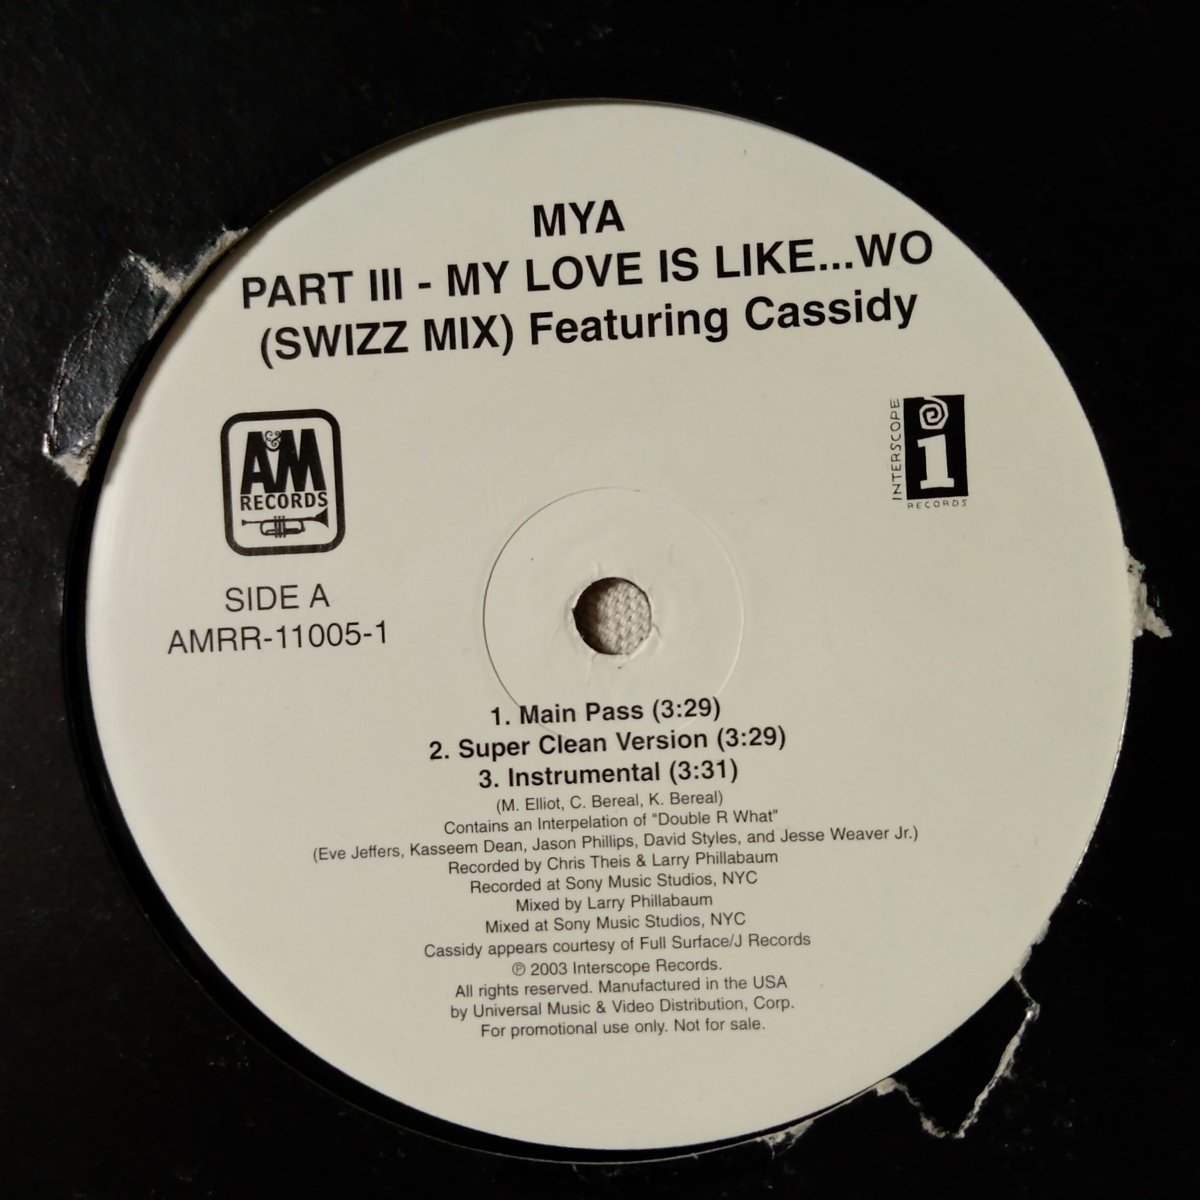 MYA
PART III - MY LOVE IS LIKE...WO
(SWIZZ MIX) Featuring Cassidy
A&M
RECORDS
INTERSCOPE
i
RECORDS
SIDE A
AMRR-11005-1
1. Main Pass (3:29)
2. Super Clean Version (3:29)
3. Instrumental (3:31)
(M. Elliot, C. Bereal, K. Bereal)
Contains an Interpelation of "Double R What"
(Eve Jeffers, Kasseem Dean, Jason Phillips, David Styles, and Jesse Weaver Jr.)
Recorded by Chris Theis & Larry Phillabaum
Recorded at Sony Music Studios, NYC
Mixed by Larry Phillabaum
Mixed at Sony Music Studios, NYC
Cassidy appears courtesy of Full Surface/J Records
℗ 2003 Interscope Records.
All rights reserved. Manufactured in the USA
by Universal Music & Video Distribution, Corp.
For promotional use only. Not for sale.